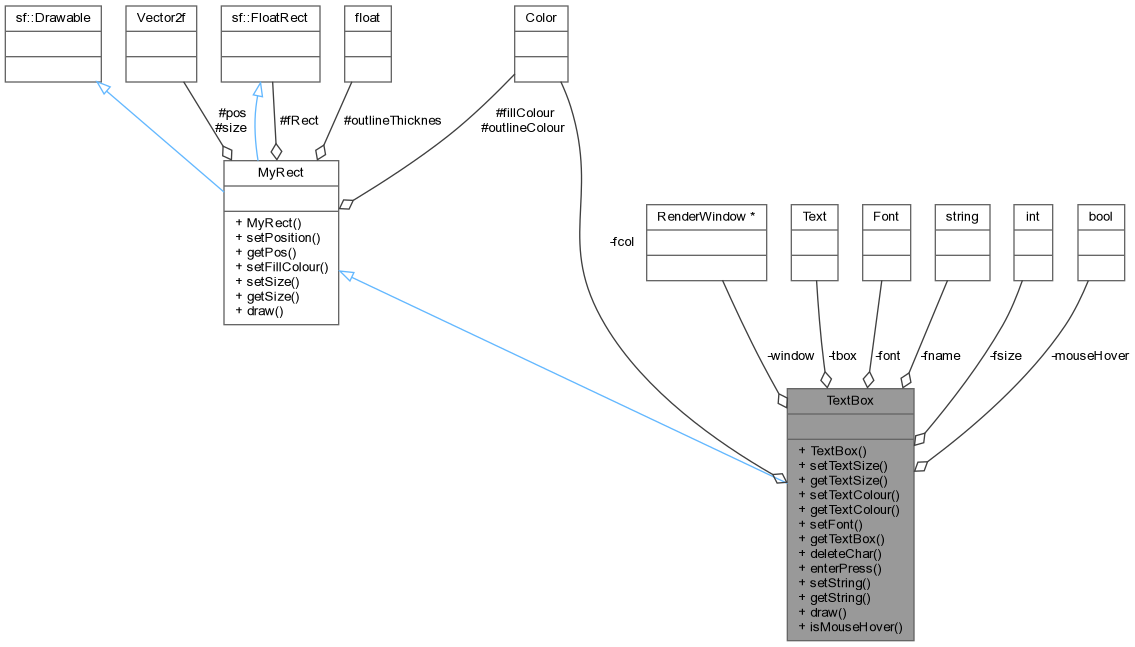 sf::Drawable
Vector2f
sf::FloatRect
float
Color
#pos
#size
#fRect
#outlineThicknes
#fillColour
#outlineColour
MyRect
+ MyRect()
+ setPosition()
+ getPos()
+ setFillColour()
+ setSize()
+ getSize()
+ draw()
-fcol
RenderWindow *
Text
Font
string
int
bool
-window
-tbox
-font
-fname
-fsize
-mouseHover
TextBox
+ TextBox()
+ setTextSize()
+ getTextSize()
+ setTextColour()
+ getTextColour()
+ setFont()
+ getTextBox()
+ deleteChar()
+ enterPress()
+ setString()
+ getString()
+ draw()
+ isMouseHover()